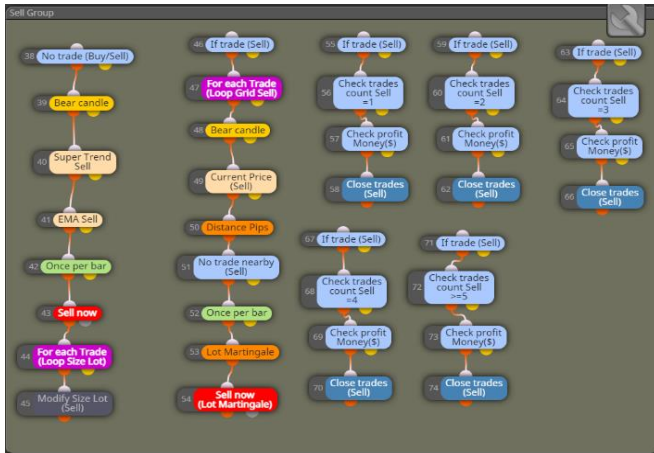 Sell Group
38 No trade (Buy/Sell)
39 Bear candle
40 Super Trend
Sell
41 EMA Sell
42 Once per bar
43 Sell now
44 For each Trade
(Loop Size Lot)
45 Modify Size Lot
(Sell)
46 If trade (Sell)
47 For each Trade
(Loop Grid Sell)
48 Bear candle
49 Current Price
(Sell)
50 Distance Pips
51 No trade nearby
(Sell)
52 Once per bar
53 Lot Martingale
54 Sell now
(Lot Martingale)
55 If trade (Sell)
56 Check trades
count Sell
=1
57 Check profit
Money($)
58 Close trades
(Sell)
59 If trade (Sell)
60 Check trades
count Sell
=2
61 Check profit
Money($)
62 Close trades
(Sell)
63 If trade (Sell)
64 Check trades
count Sell
=3
65 Check profit
Money($)
66 Close trades
(Sell)
67 If trade (Sell)
68 Check trades
count Sell
=4
69 Check profit
Money($)
70 Close trades
(Sell)
71 If trade (Sell)
72 Check trades
count Sell
>=5
73 Check profit
Money($)
74 Close trades
(Sell)